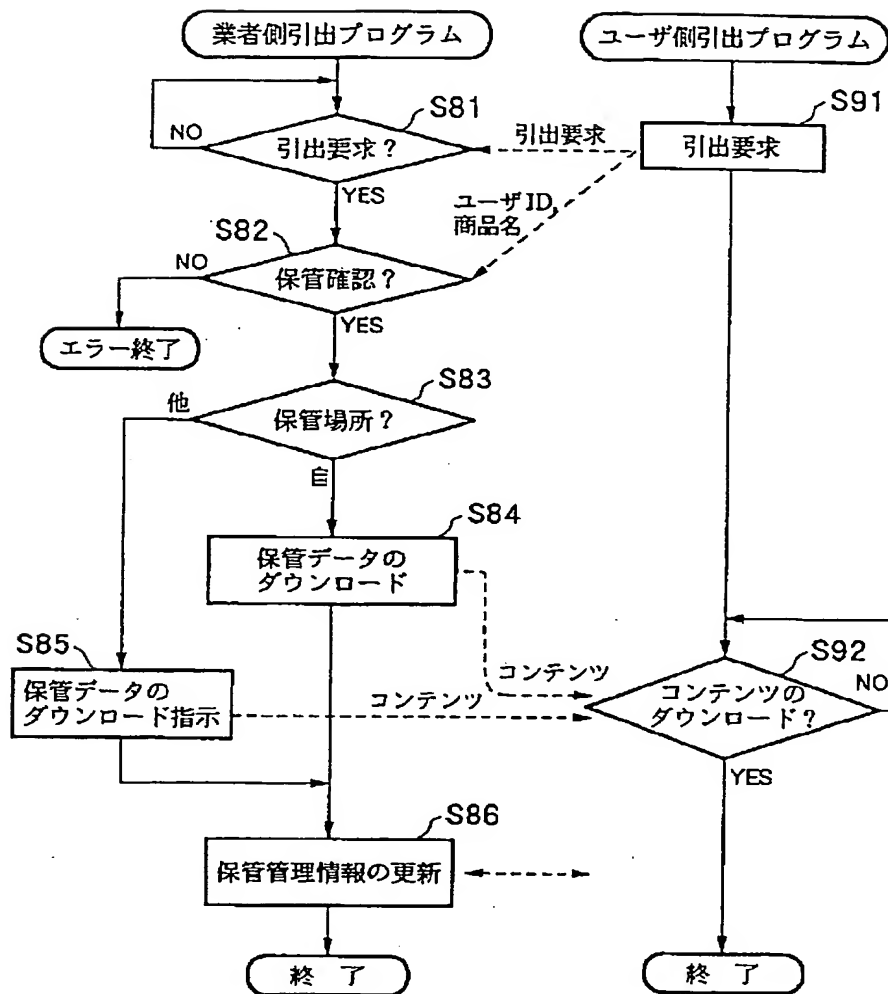 業者側引出プログラム
ユーザ側引出プログラム
S81
S91
NO
引出要求？
引出要求
引出要求
YES
ユーザID,
商品名
S82
NO
保管確認？
YES
エラー終了
S83
他
保管場所？
自
S84
保管データの
ダウンロード
S85
保管データの
ダウンロード指示
コンテンツ
コンテンツ
S92
NO
コンテンツの
ダウンロード？
YES
S86
保管管理情報の更新
終了
終了